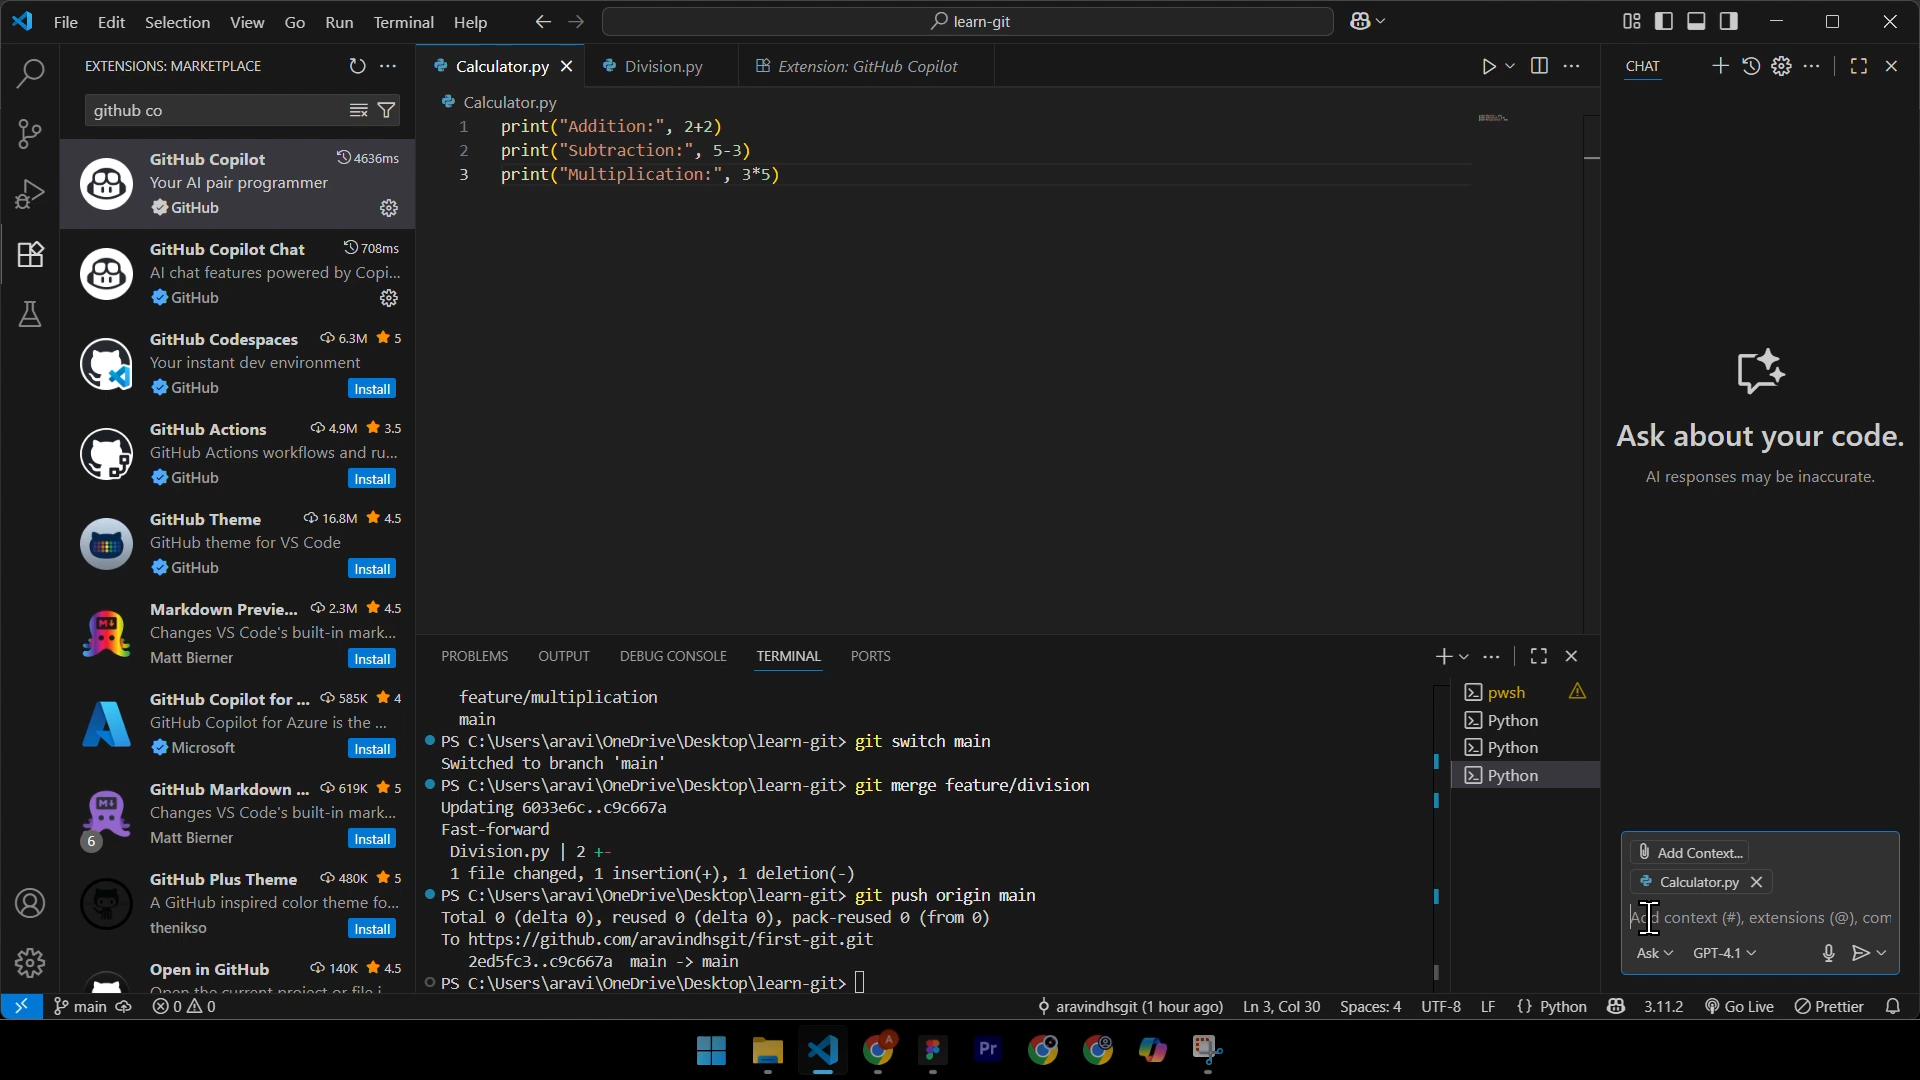 File Edit Selection View Go Run Terminal Help
learn-git
EXTENSIONS: MARKETPLACE
github co
GitHub Copilot 4636ms
Your AI pair programmer
GitHub
GitHub Copilot Chat 708ms
AI chat features powered by Copi...
GitHub
GitHub Codespaces 6.3M 5
Your instant dev environment
GitHub Install
GitHub Actions 4.9M 3.5
GitHub Actions workflows and ru...
GitHub Install
GitHub Theme 16.8M 4.5
GitHub theme for VS Code
GitHub Install
Markdown Previe... 2.3M 4.5
Changes VS Code's built-in mark...
Matt Bierner Install
GitHub Copilot for ... 585K 4
GitHub Copilot for Azure is the ...
Microsoft Install
GitHub Markdown ... 619K 5
Changes VS Code's built-in mark...
6
Matt Bierner Install
GitHub Plus Theme 480K 5
A GitHub inspired color theme fo...
thenikso Install
Open in GitHub 140K 4.5
Open the current project or file i
Calculator.py Division.py Extension: GitHub Copilot
Calculator.py
1 print("Addition:", 2+2)
2 print("Subtraction:", 5-3)
3 print("Multiplication:", 3*5)
PROBLEMS OUTPUT DEBUG CONSOLE TERMINAL PORTS
feature/multiplication
main
PS C:\Users\aravi\OneDrive\Desktop\learn-git> git switch main
Switched to branch 'main'
PS C:\Users\aravi\OneDrive\Desktop\learn-git> git merge feature/division
Updating 6033e6c..c9c667a
Fast-forward
Division.py | 2 +-
1 file changed, 1 insertion(+), 1 deletion(-)
PS C:\Users\aravi\OneDrive\Desktop\learn-git> git push origin main
Total 0 (delta 0), reused 0 (delta 0), pack-reused 0 (from 0)
To https://github.com/aravindhsgit/first-git.git
2ed5fc3..c9c667a main -> main
PS C:\Users\aravi\OneDrive\Desktop\learn-git>
pwsh
Python
Python
Python
CHAT
Ask about your code.
AI responses may be inaccurate.
Add Context...
Calculator.py
Add context (#), extensions (@), com
Ask GPT-4.1
main 0 0 aravindhsgit (1 hour ago) Ln 3, Col 30 Spaces: 4 UTF-8 LF {} Python 3.11.2 Go Live Prettier
A
Pr